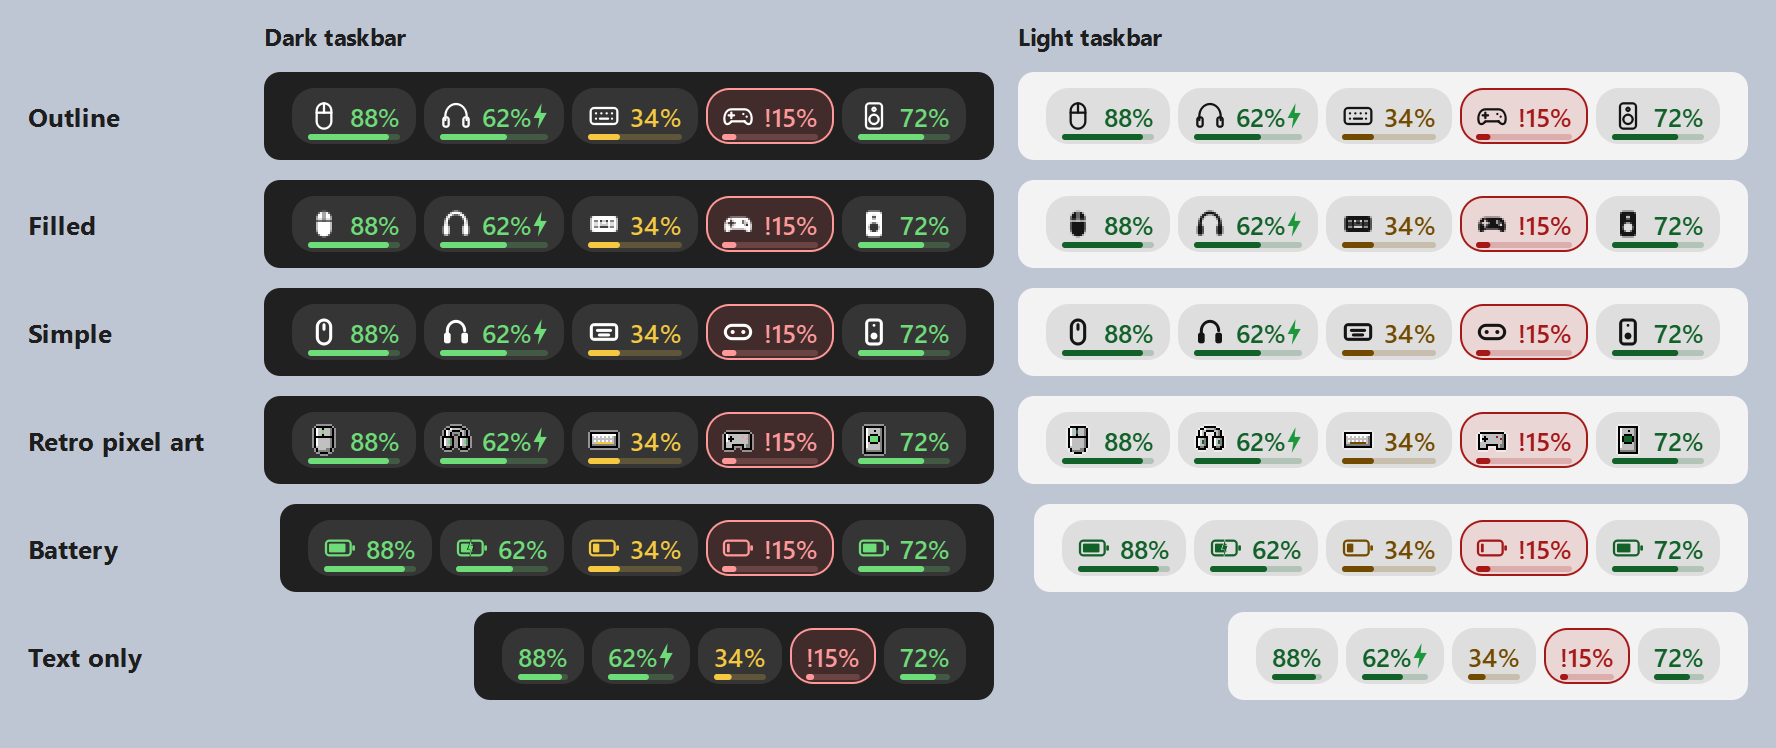 Dark taskbar Light taskbar
Outline 88% 62% 34% !15% 72% 88% 62% 34% !15% 72%
Filled 88% 62% 34% !15% 72% 88% 62% 34% !15% 72%
Simple 88% 62% 34% !15% 72% 88% 62% 34% !15% 72%
Retro pixel art 88% 62% 34% !15% 72% 88% 62% 34% !15% 72%
Battery 88% 62% 34% !15% 72% 88% 62% 34% !15% 72%
Text only 88% 62% 34% !15% 72% 88% 62% 34% !15% 72%